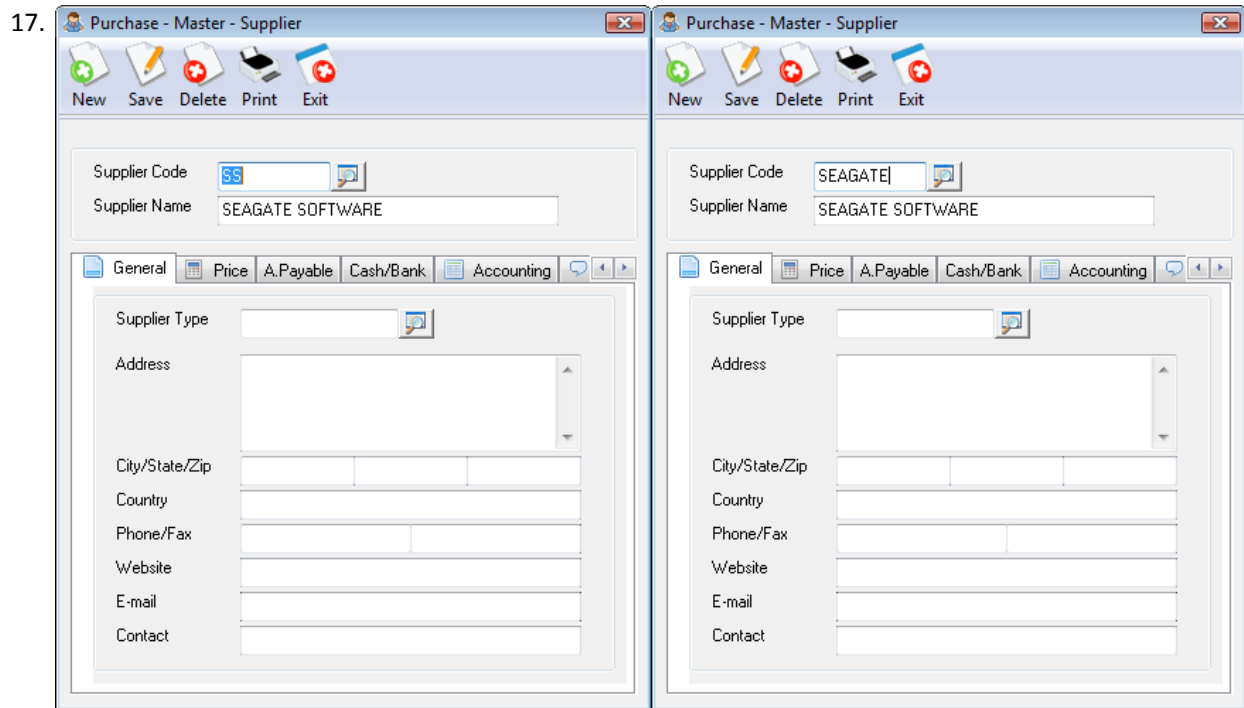 17.
Purchase - Master - Supplier
New Save Delete Print Exit
Supplier Code SS
Supplier Name SEAGATE SOFTWARE
General Price A.Payable Cash/Bank Accounting
Supplier Type
Address
City/State/Zip
Country
Phone/Fax
Website
E-mail
Contact
Purchase - Master - Supplier
New Save Delete Print Exit
Supplier Code SEAGATE
Supplier Name SEAGATE SOFTWARE
General Price A.Payable Cash/Bank Accounting
Supplier Type
Address
City/State/Zip
Country
Phone/Fax
Website
E-mail
Contact